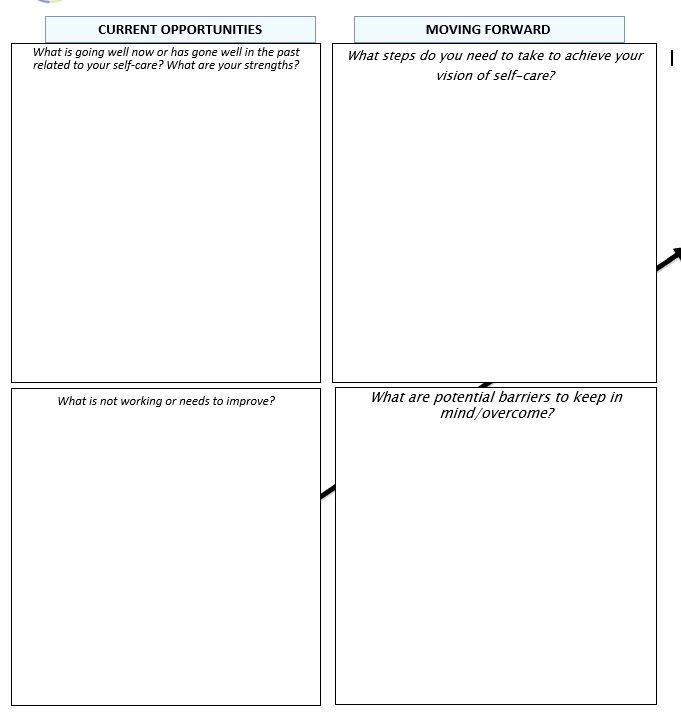 CURRENT OPPORTUNITIES
MOVING FORWARD
What is going well now or has gone well in the past
related to your self-care? What are your strengths?
What steps do you need to take to achieve your
vision of self-care?
What is not working or needs to improve?
What are potential barriers to keep in
mind/overcome?